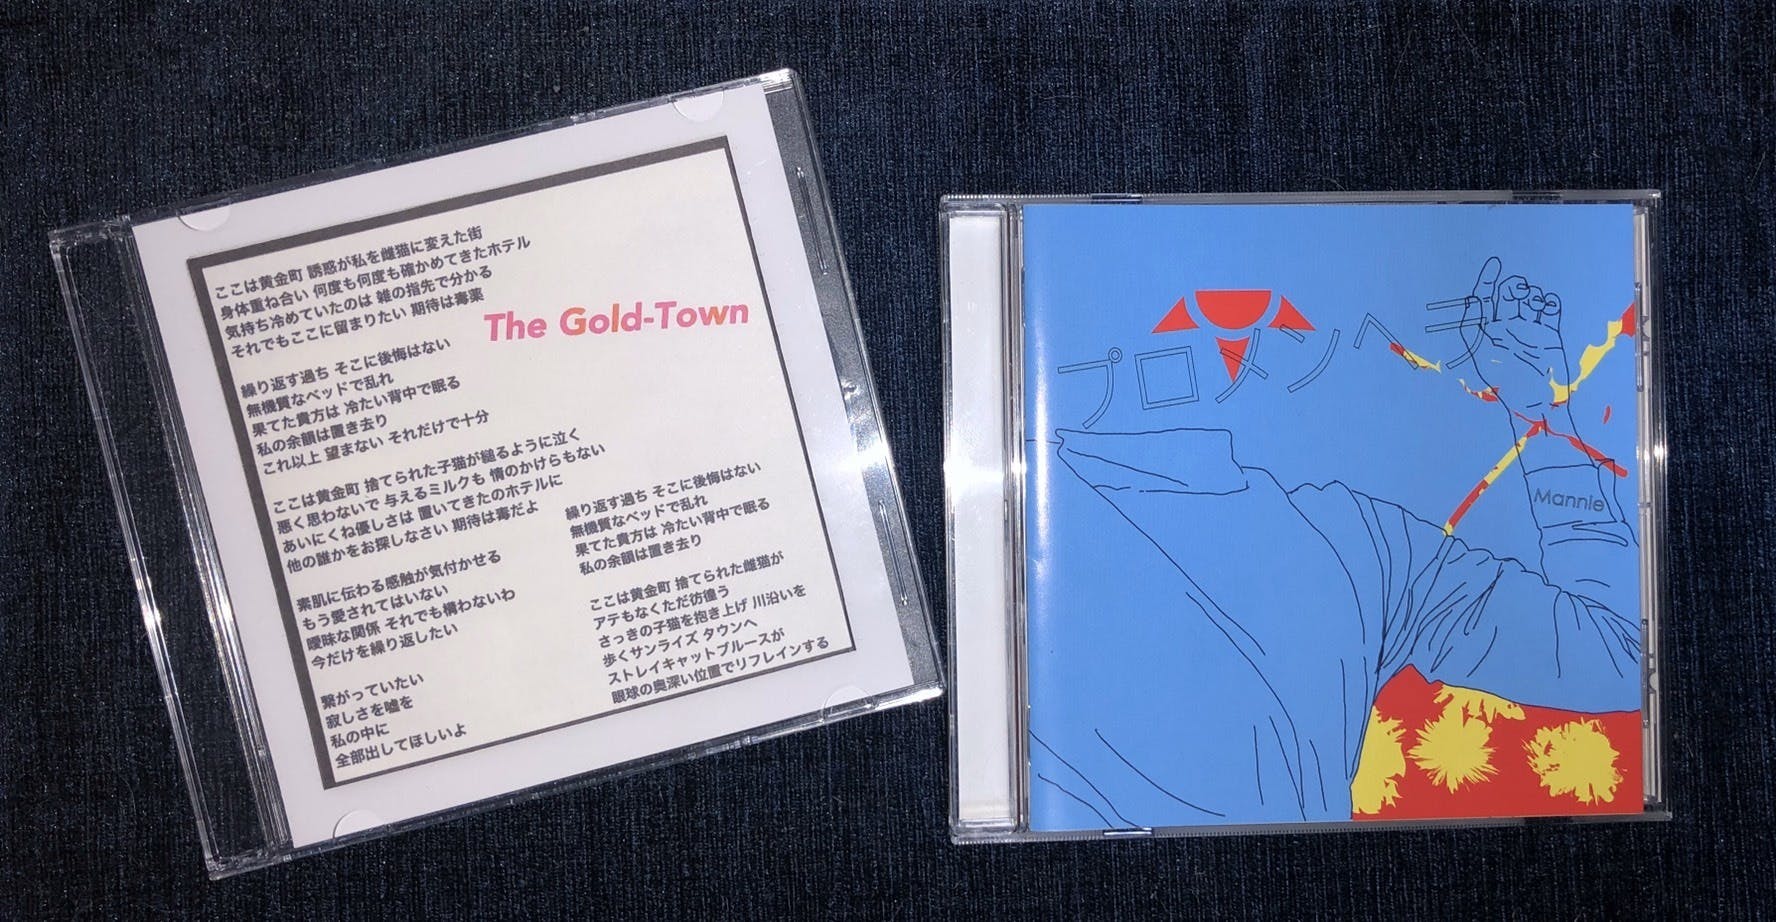 ここは黄金町 誘惑が私を雌猫に変えた街
身体重ね合い 何度も何度も確かめてきたホテル
気持ち冷めていたのは 雑の指先で分かる
それでもここに留まりたい 期待は毒薬
The Gold-Town
繰り返す過ち そこに後悔はない
無機質なベッドで乱れ
果てた貴方は 冷たい背中で眠る
私の余韻は置き去り
これ以上 望まない それだけで十分
ここは黄金町 捨てられた子猫が縋るように泣く
悪く思わないで 与えるミルクも 情のかけらもない
あいにくね優しさは 置いてきたのホテルに
他の誰かをお探しなさい 期待は毒だよ
素肌に伝わる感触が気付かせる
もう愛されてはいない
曖昧な関係 それでも構わないわ
今だけを繰り返したい
繋がっていたい
寂しさを嘘を
私の中に
全部出してほしいよ
繰り返す過ち そこに後悔はない
無機質なベッドで乱れ
果てた貴方は 冷たい背中で眠る
私の余韻は置き去り
ここは黄金町 捨てられた雌猫が
アテもなくただ彷徨う
さっきの子猫を抱き上げ 川沿いを
歩くサンライズ タウンへ
ストレイキャットブルースが
眼球の奥深い位置でリフレインする
プロメンヘラ
Mannie